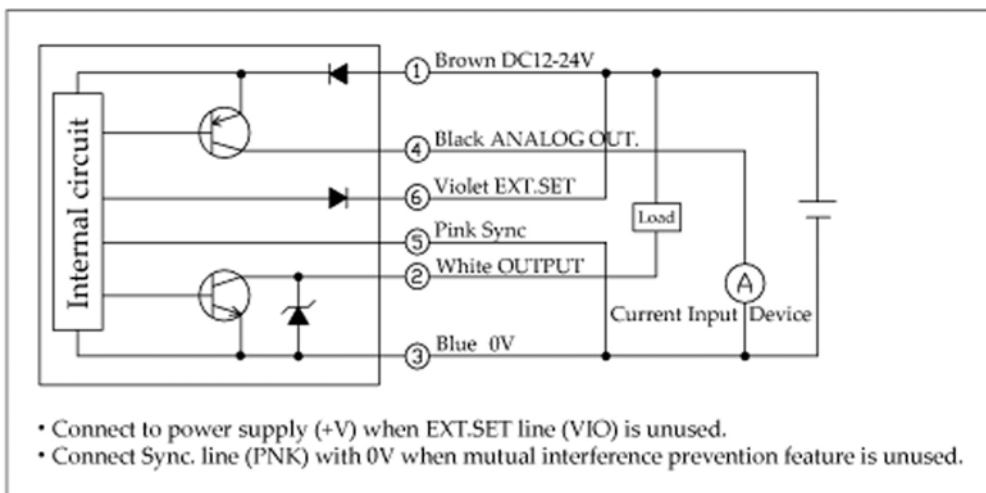 ① Brown DC12-24V
Internal circuit
④ Black ANALOG OUT.
⑥ Violet EXT.SET
Load
⑤ Pink Sync
② White OUTPUT
A
Current Input Device
③ Blue 0V
• Connect to power supply (+V) when EXT.SET line (VIO) is unused.
• Connect Sync. line (PNK) with 0V when mutual interference prevention feature is unused.